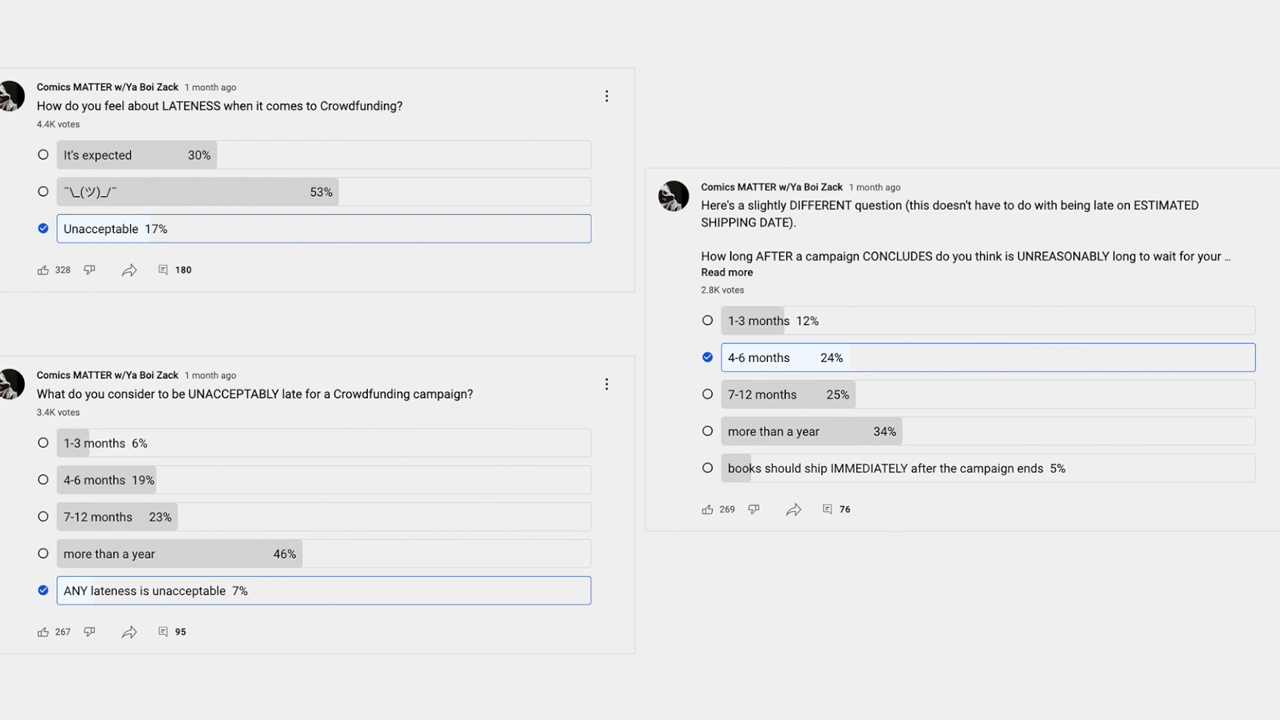 Comics MATTER w/Ya Boi Zack 1 month ago
How do you feel about LATENESS when it comes to Crowdfunding?
4.4K votes
It's expected 30%
¯\_(ツ)_/¯ 53%
Unacceptable 17%
328 180
Comics MATTER w/Ya Boi Zack 1 month ago
What do you consider to be UNACCEPTABLY late for a Crowdfunding campaign?
3.4K votes
1-3 months 6%
4-6 months 19%
7-12 months 23%
more than a year 46%
ANY lateness is unacceptable 7%
267 95
Comics MATTER w/Ya Boi Zack 1 month ago
Here's a slightly DIFFERENT question (this doesn't have to do with being late on ESTIMATED
SHIPPING DATE).
How long AFTER a campaign CONCLUDES do you think is UNREASONABLY long to wait for your ...
Read more
2.8K votes
1-3 months 12%
4-6 months 24%
7-12 months 25%
more than a year 34%
books should ship IMMEDIATELY after the campaign ends 5%
269 76